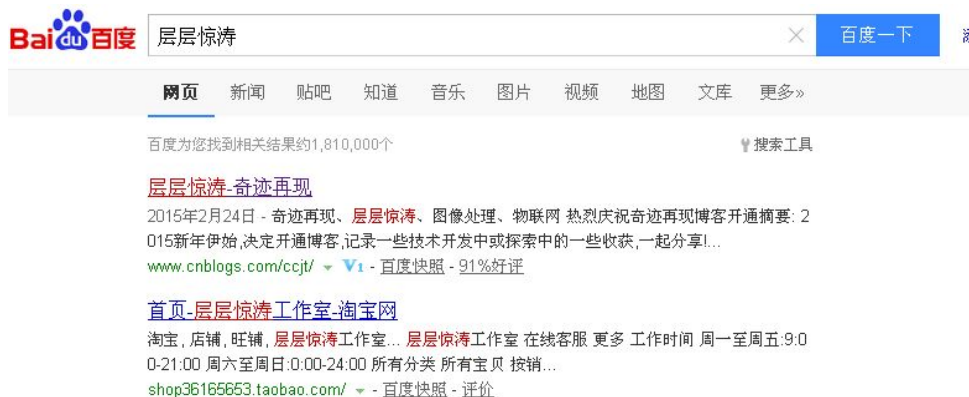 Bai du 百度 层层惊涛 百度一下
网页 新闻 贴吧 知道 音乐 图片 视频 地图 文库 更多»
百度为您找到相关结果约1,810,000个 搜索工具
层层惊涛-奇迹再现
2015年2月24日 - 奇迹再现、层层惊涛、图像处理、物联网 热烈庆祝奇迹再现博客开通摘要: 2
015新年伊始,决定开通博客,记录一些技术开发中或探索中的一些收获,一起分享!...
www.cnblogs.com/ccjt/ V1 - 百度快照 - 91%好评
首页-层层惊涛工作室-淘宝网
淘宝, 店铺, 旺铺, 层层惊涛工作室... 层层惊涛工作室 在线客服 更多 工作时间 周一至周五:9:0
0-21:00 周六至周日:0:00-24:00 所有分类 所有宝贝 按销...
shop36165653.taobao.com/ - 百度快照 - 评价